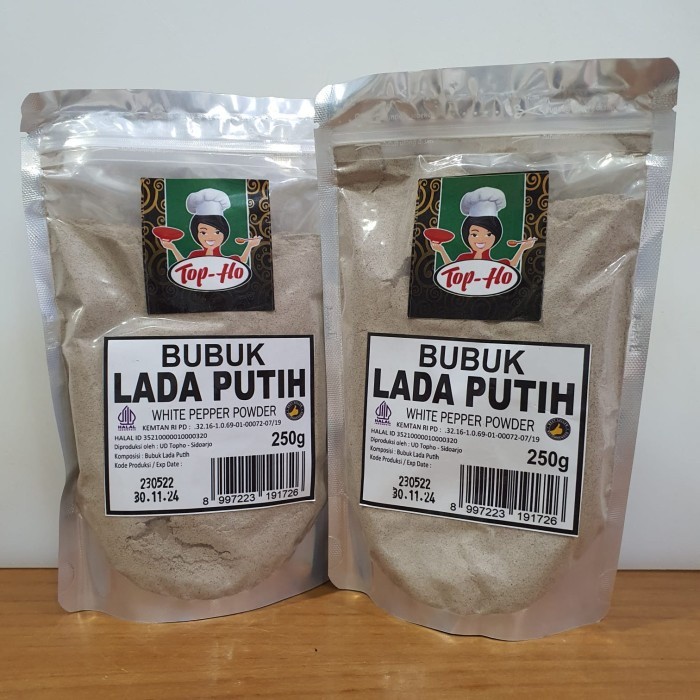 Top-Ho
BUBUK
LADA PUTIH
WHITE PEPPER POWDER
HALAL
KEMTAN RI PD : .32.16-1.0.69-01-00072-07/19
HALAL ID 35210000010000320
Diproduksi oleh : UD Topho - Sidoarjo
Komposisi : Bubuk Lada Putih
Kode Produksi / Exp Date :
250g
230522
30.11.24
8 997223 191726
Top-Ho
BUBUK
LADA PUTIH
WHITE PEPPER POWDER
HALAL
KEMTAN RI PD : .32.16-1.0.69-01-00072-07/19
HALAL ID 35210000010000320
Diproduksi oleh : UD Topho - Sidoarjo
Komposisi : Bubuk Lada Putih
Kode Produksi / Exp Date :
250g
230522
30.11.24
8 997223 191726